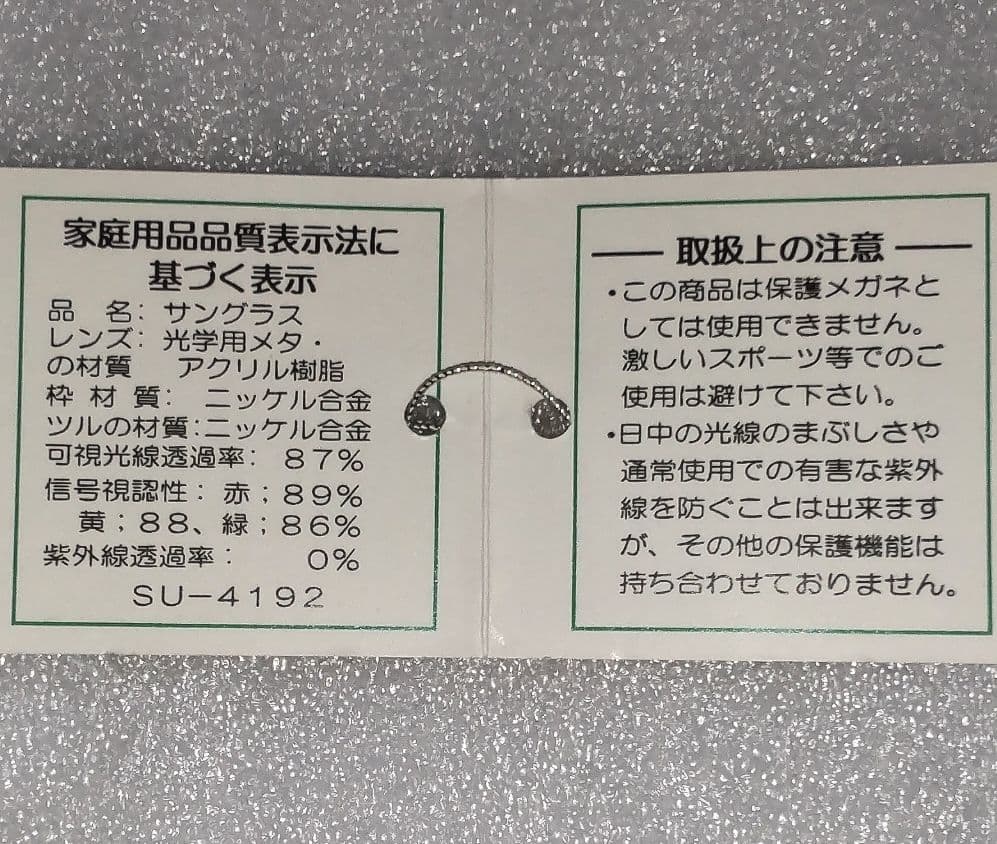 家庭用品品質表示法に
基づく表示
品 名: サングラス
レンズ: 光学用メタ・
の材質 アクリル樹脂
枠 材 質: ニッケル合金
ツルの材質:ニッケル合金
可視光線透過率: 87%
信号視認性: 赤;89%
黄;88、緑;86%
紫外線透過率: 0%
SU-4192
取扱上の注意
・この商品は保護メガネと
しては使用できません。
激しいスポーツ等でのご
使用は避けて下さい。
・日中の光線のまぶしさや
通常使用での有害な紫外
線を防ぐことは出来ます
が、その他の保護機能は
持ち合わせておりません。